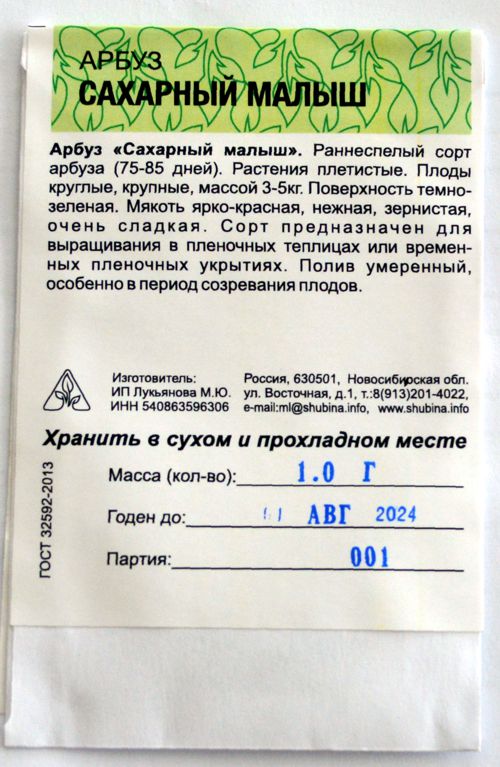 АРБУЗ
САХАРНЫЙ МАЛЫШ
Арбуз «Сахарный малыш». Раннеспелый сорт
арбуза (75-85 дней). Растения плетистые. Плоды
круглые, крупные, массой 3-5кг. Поверхность темно-
зеленая. Мякоть ярко-красная, нежная, зернистая,
очень сладкая. Сорт предназначен для
выращивания в пленочных теплицах или времен-
ных пленочных укрытиях. Полив умеренный,
особенно в период созревания плодов.
Изготовитель:
ИП Лукьянова М.Ю.
ИНН 540863596306
Россия, 630501, Новосибирская обл.
ул. Восточная, д.1, т.:8(913)201-4022,
e-mail:ml@shubina.info, www.shubina.info
Хранить в сухом и прохладном месте
Масса (кол-во): 1.0 Г
Годен до: АВГ 2024
Партия: 001
ГОСТ 32592-2013